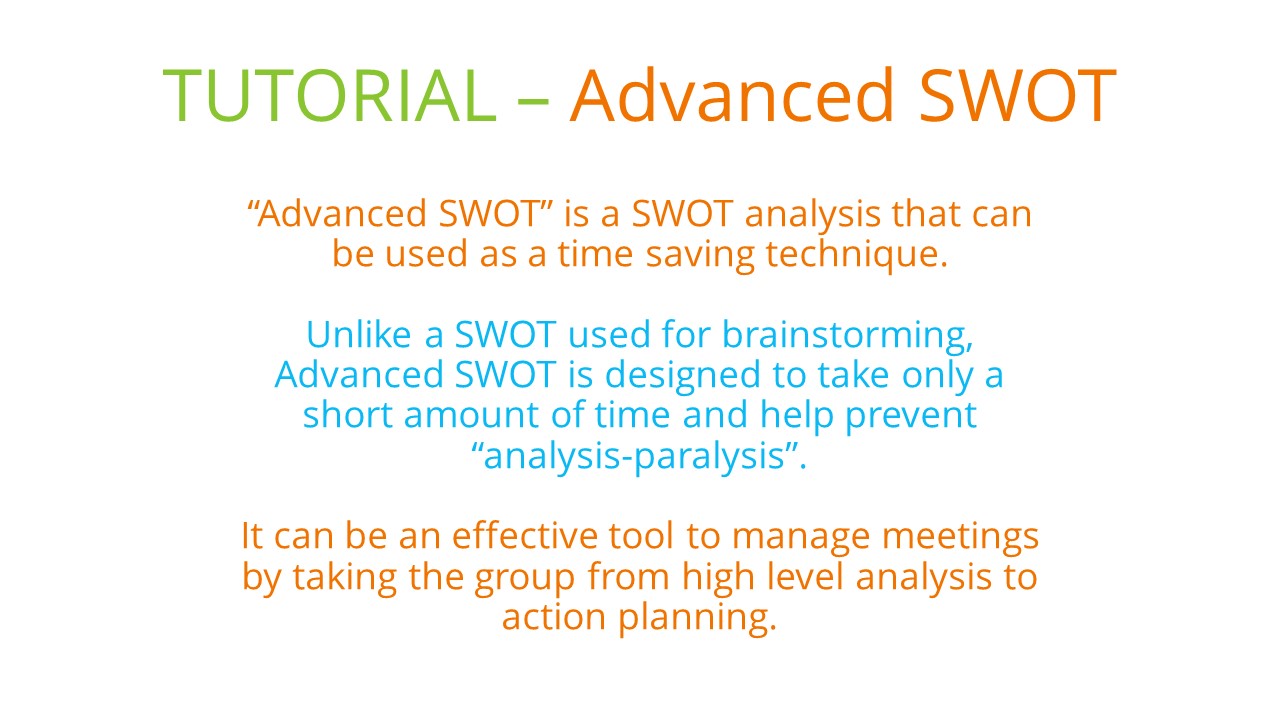 TUTORIAL – Advanced SWOT
“Advanced SWOT” is a SWOT analysis that can
be used as a time saving technique.
Unlike a SWOT used for brainstorming,
Advanced SWOT is designed to take only a
short amount of time and help prevent
“analysis-paralysis”.
It can be an effective tool to manage meetings
by taking the group from high level analysis to
action planning.